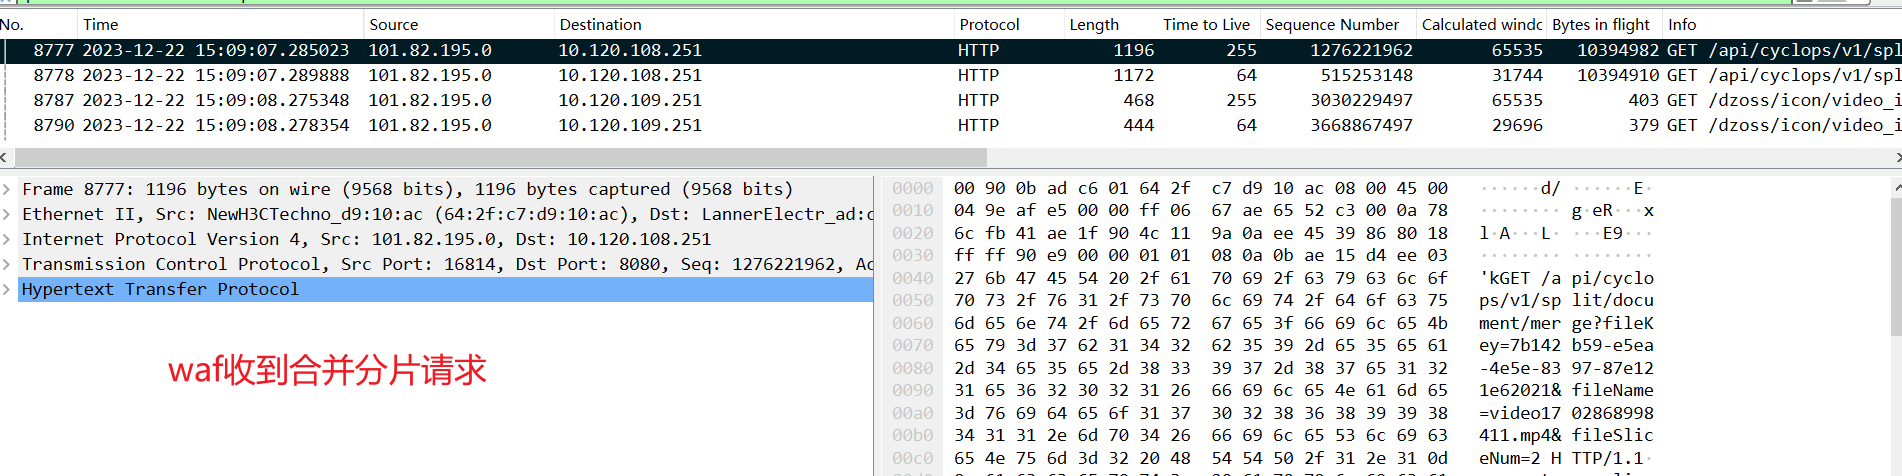 No. Time Source Destination Protocol Length Time to Live Sequence Number Calculated windc Bytes in flight Info
8777 2023-12-22 15:09:07.285023 101.82.195.0 10.120.108.251 HTTP 1196 255 1276221962 65535 10394982 GET /api/cyclops/v1/spl
8778 2023-12-22 15:09:07.289888 101.82.195.0 10.120.108.251 HTTP 1172 64 515253148 31744 10394910 GET /api/cyclops/v1/spl
8787 2023-12-22 15:09:08.275348 101.82.195.0 10.120.109.251 HTTP 468 255 3030229497 65535 403 GET /dzoss/icon/video_i
8790 2023-12-22 15:09:08.278354 101.82.195.0 10.120.109.251 HTTP 444 64 3668867497 29696 379 GET /dzoss/icon/video_i
Frame 8777: 1196 bytes on wire (9568 bits), 1196 bytes captured (9568 bits)
Ethernet II, Src: NewH3CTechno_d9:10:ac (64:2f:c7:d9:10:ac), Dst: LannerElectr_ad:c
Internet Protocol Version 4, Src: 101.82.195.0, Dst: 10.120.108.251
Transmission Control Protocol, Src Port: 16814, Dst Port: 8080, Seq: 1276221962, Ac
Hypertext Transfer Protocol
waf收到合并分片请求
0000 00 90 0b ad c6 01 64 2f c7 d9 10 ac 08 00 45 00 ······d/ ······E·
0010 04 9e af e5 00 00 ff 06 67 ae 65 52 c3 00 0a 78 ········ g·eR···x
0020 6c fb 41 ae 1f 90 4c 11 9a 0a ee 45 39 86 80 18 l·A···L· ···E9···
0030 ff ff 90 e9 00 00 01 01 08 0a 0b ae 15 d4 ee 03 ········ ········
0040 27 6b 47 45 54 20 2f 61 70 69 2f 63 79 63 6c 6f 'kGET /a pi/cyclo
0050 70 73 2f 76 31 2f 73 70 6c 69 74 2f 64 6f 63 75 ps/v1/sp lit/docu
0060 6d 65 6e 74 2f 6d 65 72 67 65 3f 66 69 6c 65 4b ment/mer ge?fileK
0070 65 79 3d 37 62 31 34 32 62 35 39 2d 65 35 65 61 ey=7b142 b59-e5ea
0080 2d 34 65 35 65 2d 38 33 39 37 2d 38 37 65 31 32 -4e5e-83 97-87e12
0090 31 65 36 32 30 32 31 26 66 69 6c 65 4e 61 6d 65 1e62021& fileName
00a0 3d 76 69 64 65 6f 31 37 30 32 38 36 38 39 39 38 =video17 02868998
00b0 34 31 31 2e 6d 70 34 26 66 69 6c 65 53 6c 69 63 411.mp4& fileSlic
00c0 65 4e 75 6d 3d 32 20 48 54 54 50 2f 31 2e 31 0d eNum=2 H TTP/1.1·